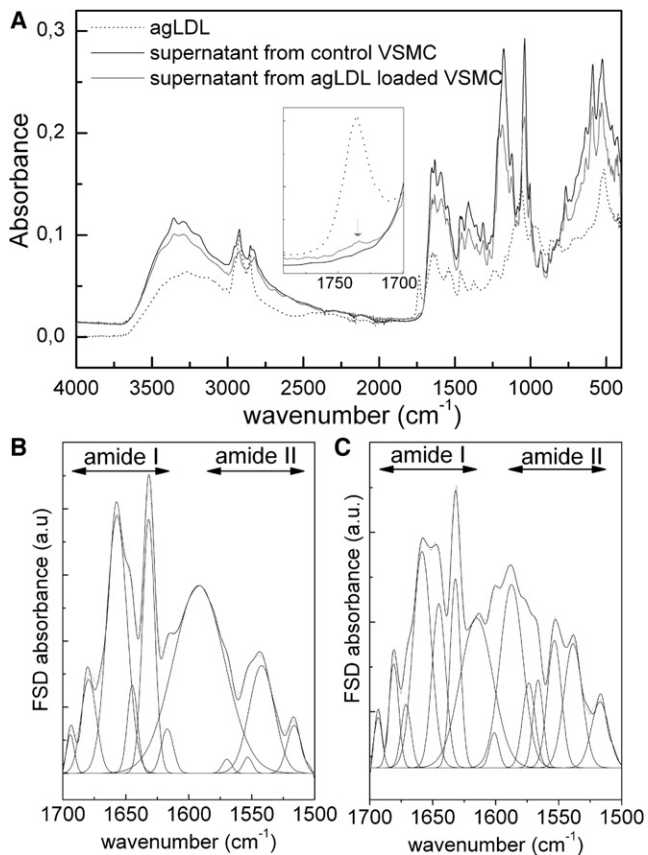 A
0,3
0,2
0,1
0,0
Absorbance
agLDL
supernatant from control VSMC
supernatant from agLDL loaded VSMC
1750 1700
4000 3500 3000 2500 2000 1500 1000 500
wavenumber (cm-1)
B
amide I amide II
FSD absorbance (a.u)
1700 1650 1600 1550 1500
wavenumber (cm-1)
C
amide I amide II
FSD absorbance (a.u.)
1700 1650 1600 1550 1500
wavenumber (cm-1)